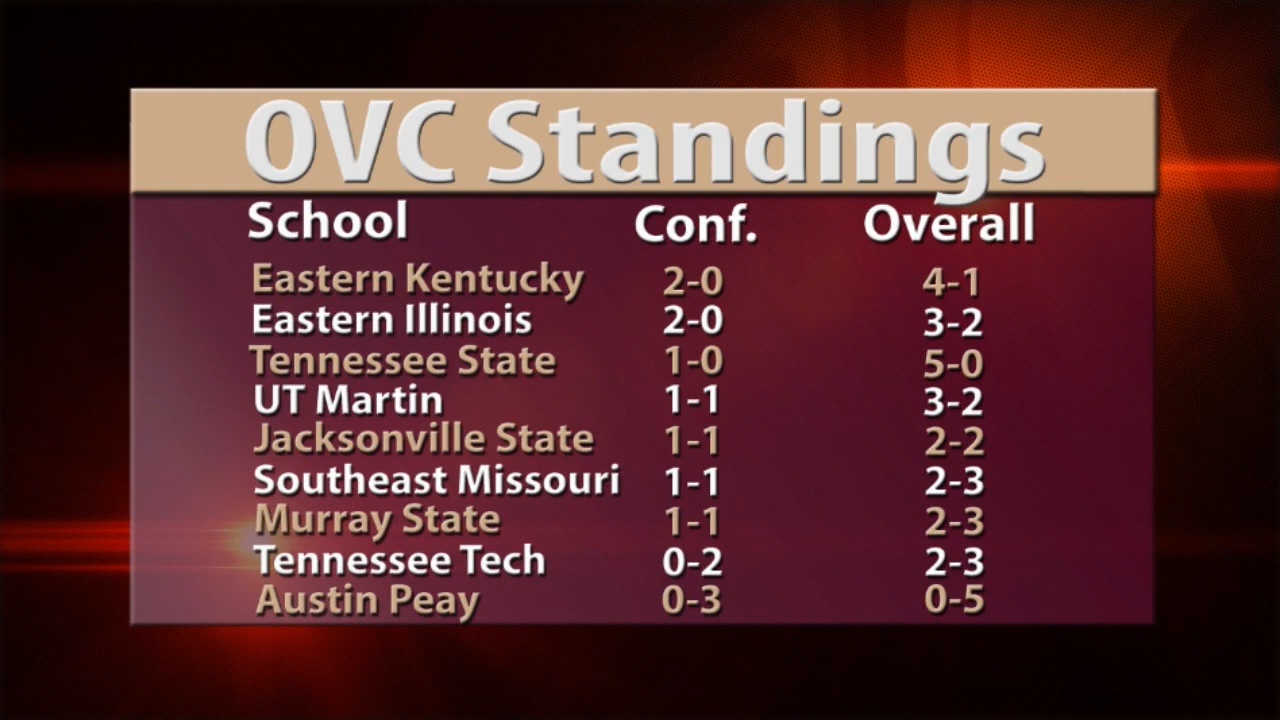 OVC Standings
School Conf. Overall
Eastern Kentucky 2-0 4-1
Eastern Illinois 2-0 3-2
Tennessee State 1-0 5-0
UT Martin 1-1 3-2
Jacksonville State 1-1 2-2
Southeast Missouri 1-1 2-3
Murray State 1-1 2-3
Tennessee Tech 0-2 2-3
Austin Peay 0-3 0-5